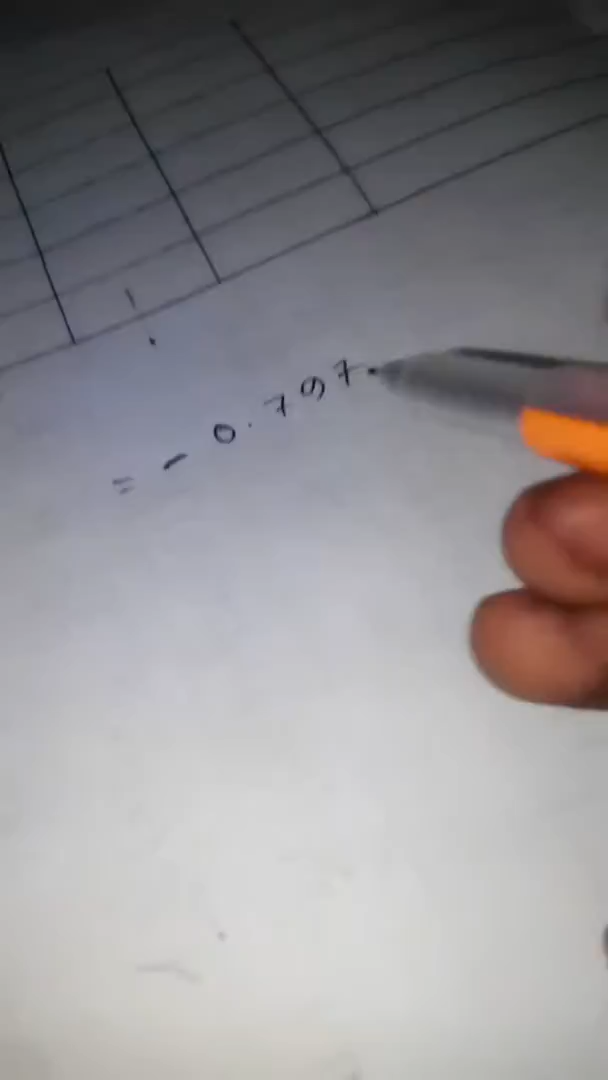 = - 0.797